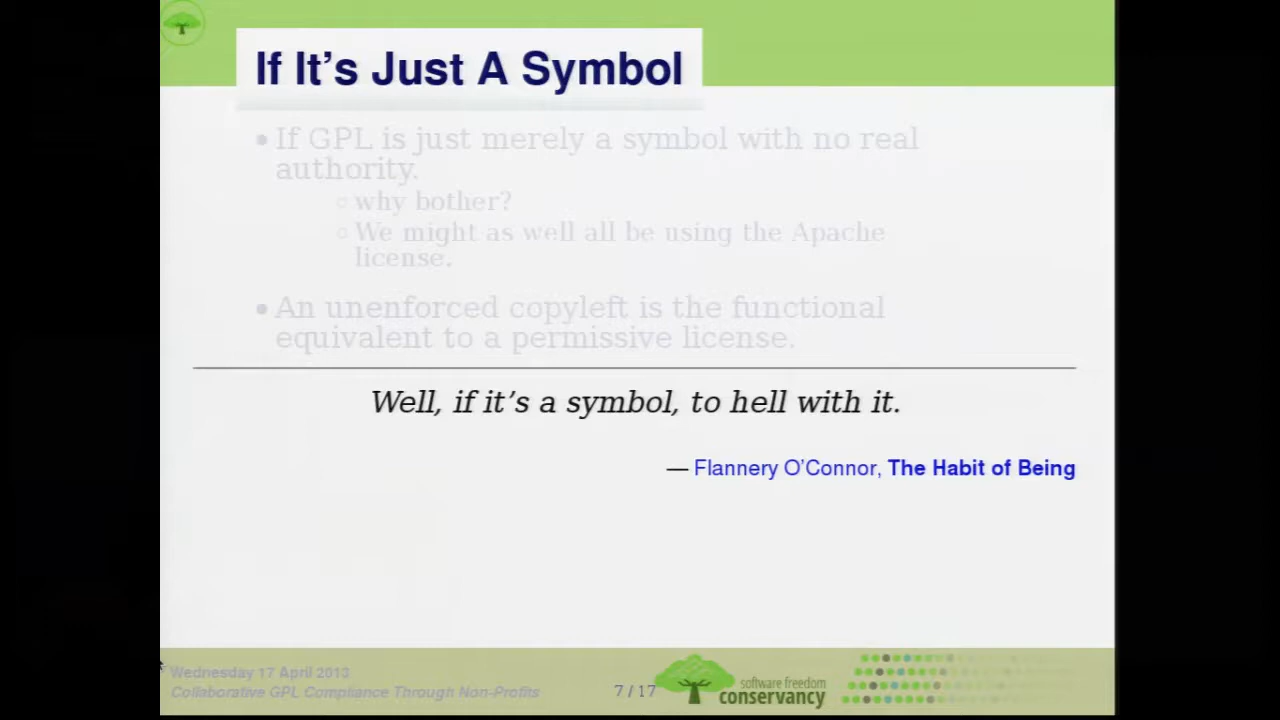 If It's Just A Symbol
• If GPL is just merely a symbol with no real
authority.
○ why bother?
○ We might as well all be using the Apache
license.
• An unenforced copyleft is the functional
equivalent to a permissive license.
Well, if it's a symbol, to hell with it.
— Flannery O'Connor, The Habit of Being
Wednesday 17 April 2013
Collaborative GPL Compliance Through Non-Profits
7 / 17
software freedom
conservancy